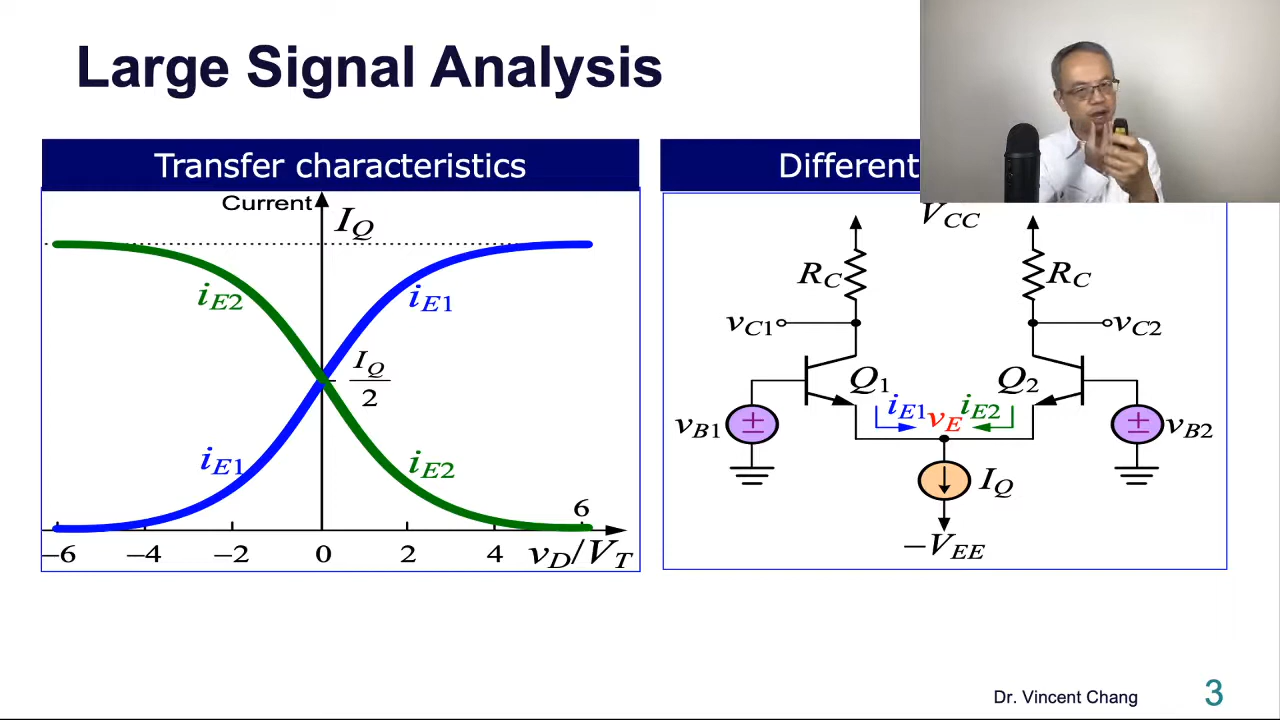 Large Signal Analysis
Transfer characteristics
Current
I_Q
i_E2
i_E1
I_Q
2
i_E1
i_E2
6
−6 −4 −2 0 2 4 v_D/V_T
Different
V_CC
R_C R_C
v_C1 v_C2
Q_1 Q_2
i_E1 v_E i_E2
v_B1 ± ± v_B2
I_Q
−V_EE
Dr. Vincent Chang 3